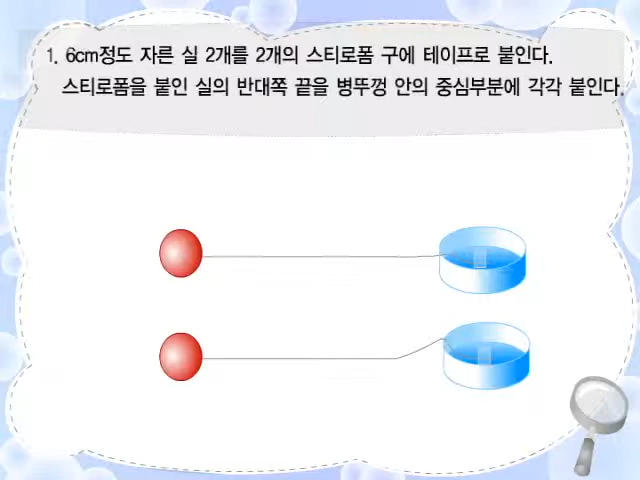 1. 6cm정도 자른 실 2개를 2개의 스티로폼 구에 테이프로 붙인다.
스티로폼을 붙인 실의 반대쪽 끝을 병뚜껑 안의 중심부분에 각각 붙인다.